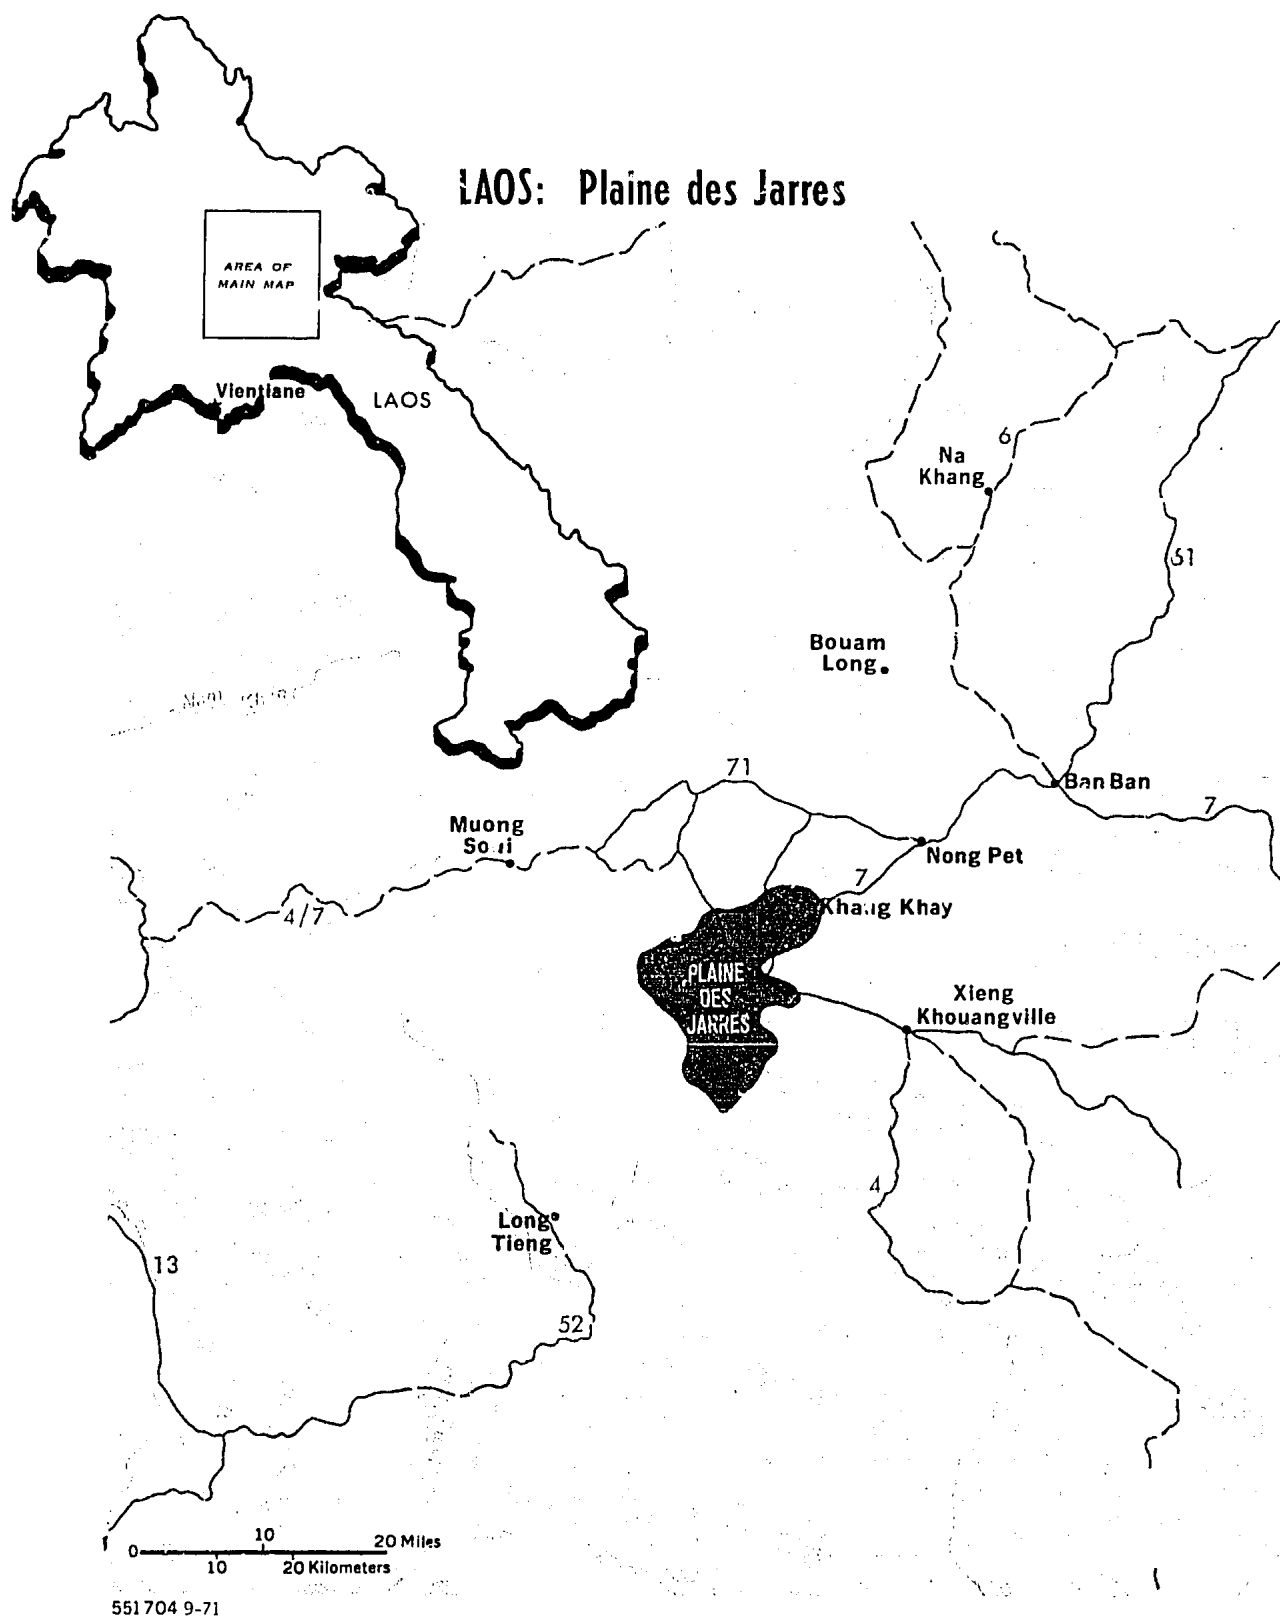 LAOS: Plaine des Jarres
AREA OF
MAIN MAP
Vientiane
LAOS
6
Na
Khang
61
Bouam
Long
71
Ban Ban
7
Muong
Nong Pet
7
4/7
Khang Khay
PLAINE
DES
JARRES
Xieng
Khouangville
4
Long
Tieng
13
52
0
10
20 Miles
10
20 Kilometers
551704 9-71